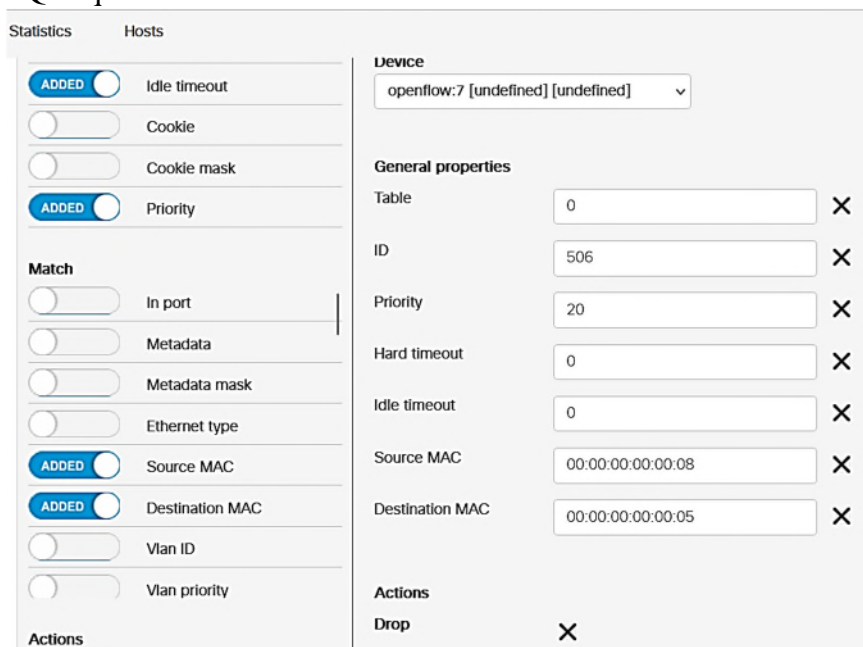 Statistics Hosts
ADDED Idle timeout
Cookie
Cookie mask
ADDED Priority
Match
In port
Metadata
Metadata mask
Ethernet type
ADDED Source MAC
ADDED Destination MAC
Vlan ID
Vlan priority
Actions
Device
openflow:7 [undefined] [undefined]
General properties
Table 0
ID 506
Priority 20
Hard timeout 0
Idle timeout 0
Source MAC 00:00:00:00:00:08
Destination MAC 00:00:00:00:00:05
Actions
Drop